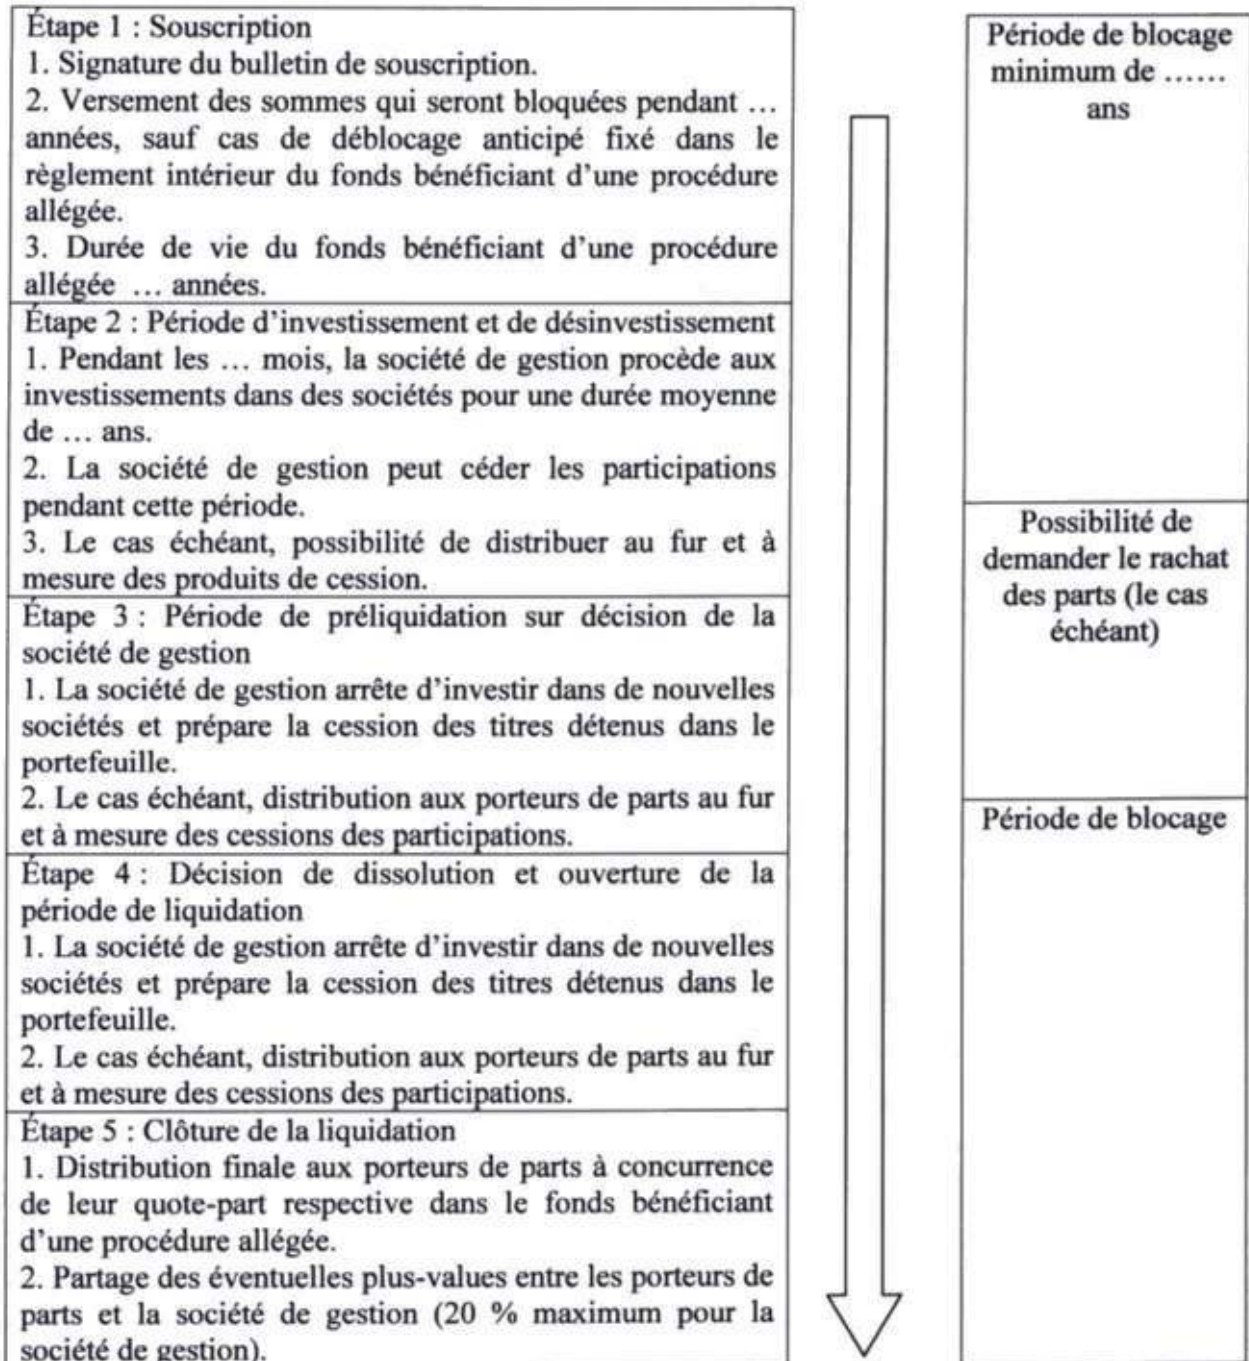 Étape 1 : Souscription
1. Signature du bulletin de souscription.
2. Versement des sommes qui seront bloquées pendant …
années, sauf cas de déblocage anticipé fixé dans le
règlement intérieur du fonds bénéficiant d’une procédure
allégée.
3. Durée de vie du fonds bénéficiant d’une procédure
allégée … années.
Étape 2 : Période d’investissement et de désinvestissement
1. Pendant les … mois, la société de gestion procède aux
investissements dans des sociétés pour une durée moyenne
de … ans.
2. La société de gestion peut céder les participations
pendant cette période.
3. Le cas échéant, possibilité de distribuer au fur et à
mesure des produits de cession.
Étape 3 : Période de préliquidation sur décision de la
société de gestion
1. La société de gestion arrête d’investir dans de nouvelles
sociétés et prépare la cession des titres détenus dans le
portefeuille.
2. Le cas échéant, distribution aux porteurs de parts au fur
et à mesure des cessions des participations.
Étape 4 : Décision de dissolution et ouverture de la
période de liquidation
1. La société de gestion arrête d’investir dans de nouvelles
sociétés et prépare la cession des titres détenus dans le
portefeuille.
2. Le cas échéant, distribution aux porteurs de parts au fur
et à mesure des cessions des participations.
Étape 5 : Clôture de la liquidation
1. Distribution finale aux porteurs de parts à concurrence
de leur quote-part respective dans le fonds bénéficiant
d’une procédure allégée.
2. Partage des éventuelles plus-values entre les porteurs de
parts et la société de gestion (20 % maximum pour la
société de gestion).
Période de blocage
minimum de ……
ans
Possibilité de
demander le rachat
des parts (le cas
échéant)
Période de blocage